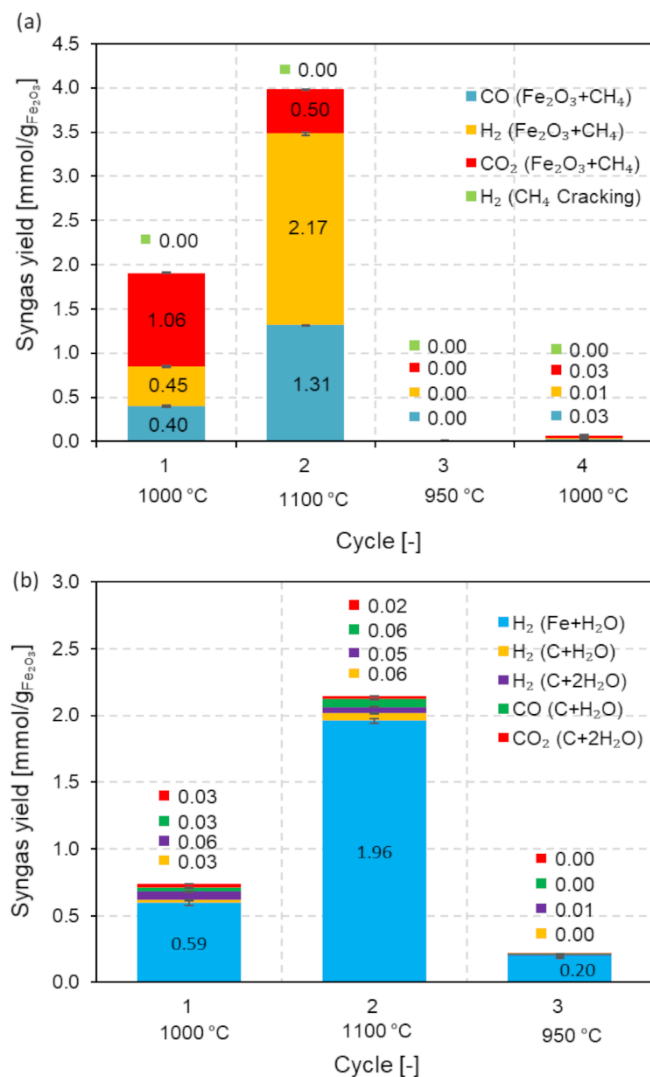 (a)
Syngas yield [mmol/gFe₂O₃]
4.5
4.0
3.5
3.0
2.5
2.0
1.5
1.0
0.5
0.0
0.00
1.06
0.45
0.40
0.00
0.50
2.17
1.31
0.00
0.00
0.00
0.00
0.00
0.03
0.01
0.03
CO (Fe₂O₃+CH₄)
H₂ (Fe₂O₃+CH₄)
CO₂ (Fe₂O₃+CH₄)
H₂ (CH₄ Cracking)
1 2 3 4
1000 °C 1100 °C 950 °C 1000 °C
Cycle [-]
(b)
Syngas yield [mmol/gFe₂O₃]
3.0
2.5
2.0
1.5
1.0
0.5
0.0
0.03
0.03
0.06
0.03
0.59
0.02
0.06
0.05
0.06
1.96
0.00
0.00
0.01
0.00
0.20
H₂ (Fe+H₂O)
H₂ (C+H₂O)
H₂ (C+2H₂O)
CO (C+H₂O)
CO₂ (C+2H₂O)
1 2 3
1000 °C 1100 °C 950 °C
Cycle [-]